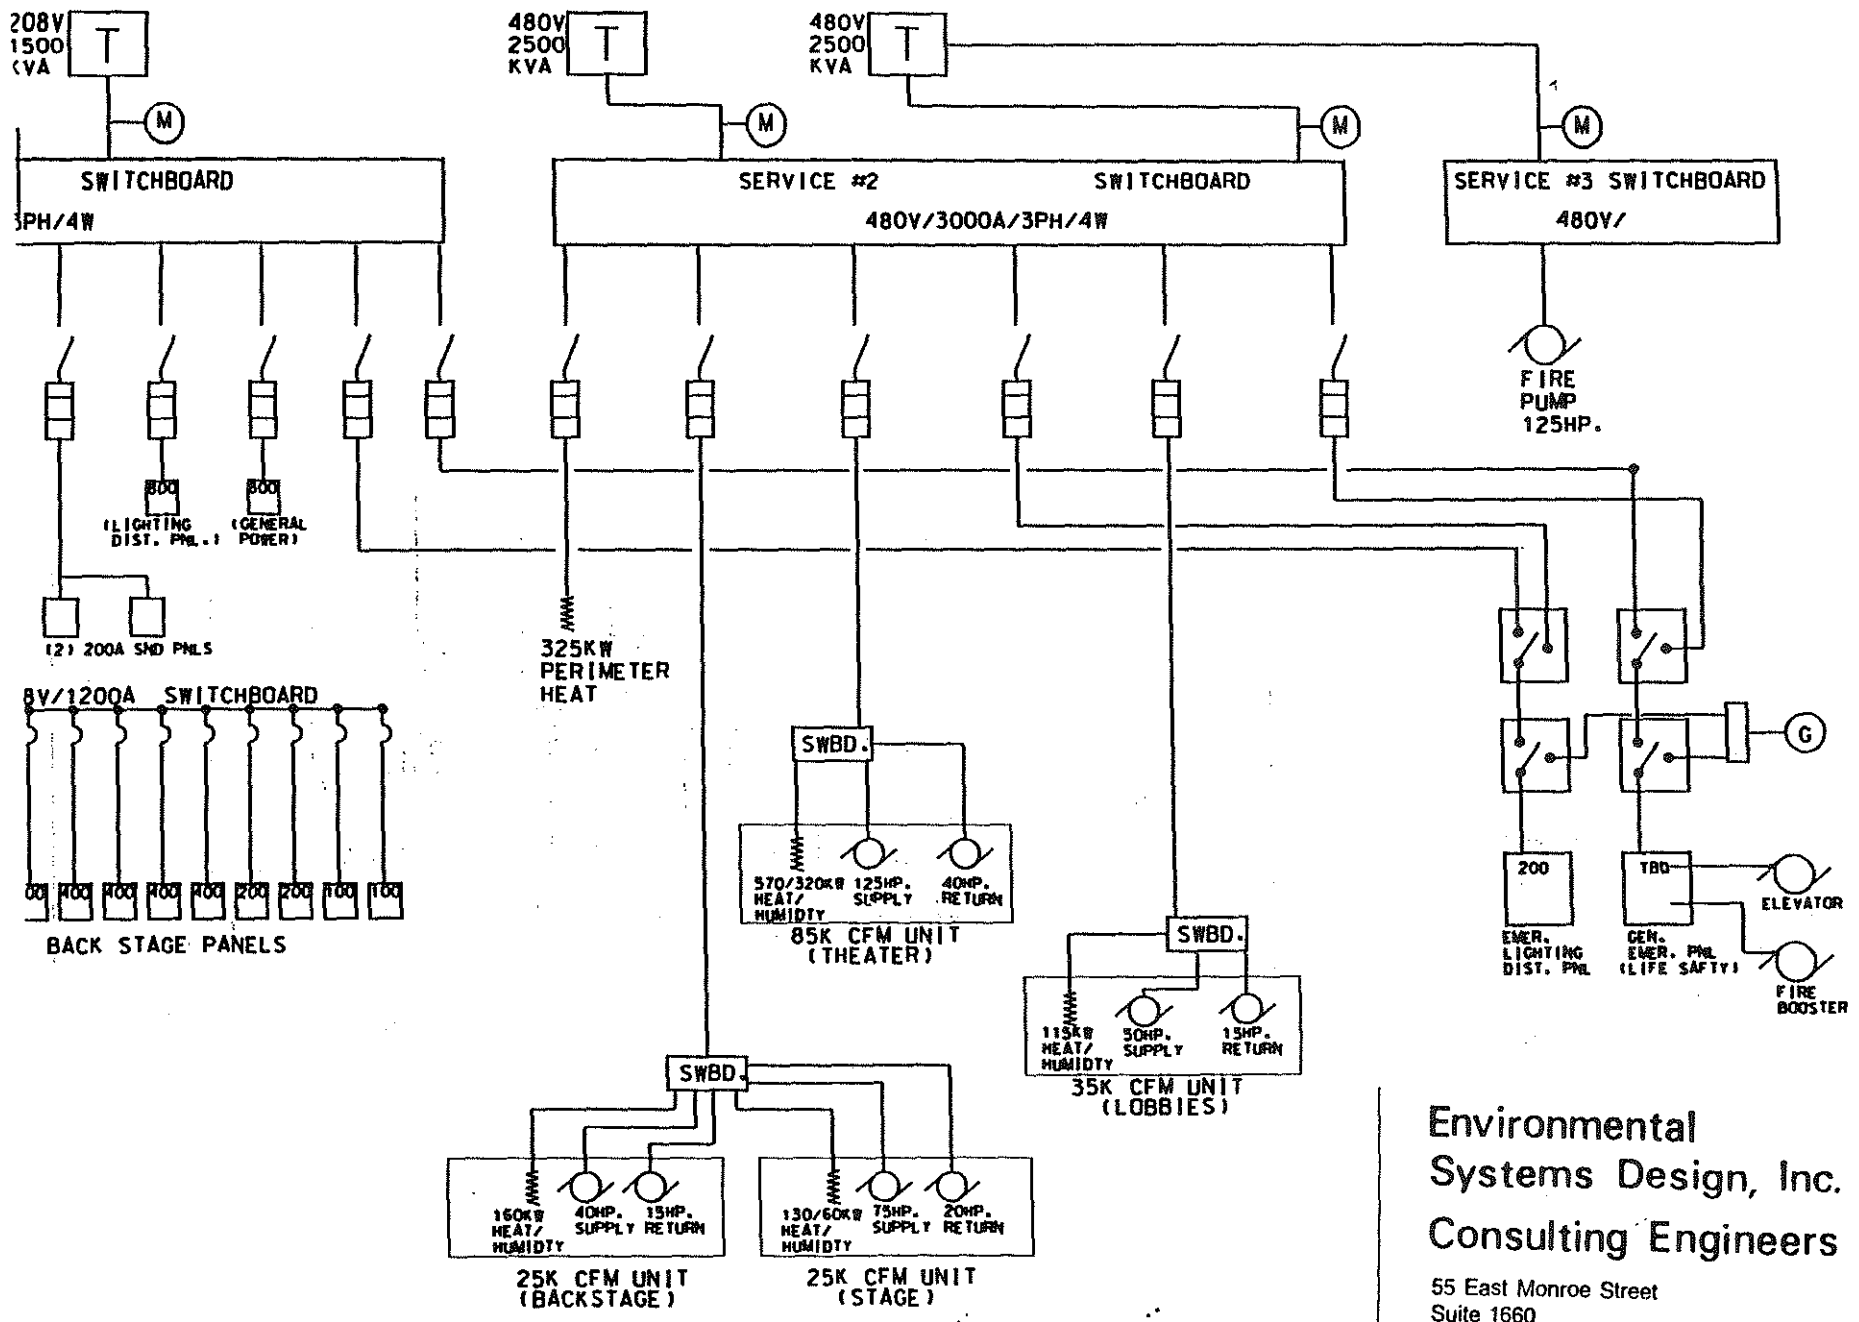 208V
1500
KVA
T
M
480V
2500
KVA
T
M
480V
2500
KVA
T
M
M
SWITCHBOARD
3PH/4W
SERVICE #2 SWITCHBOARD
480V/3000A/3PH/4W
SERVICE #3 SWITCHBOARD
480V/
FIRE
PUMP
125HP.
800
(LIGHTING
DIST. PNL.)
(GENERAL
POWER)
(2) 200A SND PNLS
325KW
PERIMETER
HEAT
8V/1200A SWITCHBOARD
00
400
400
400
400
200
200
100
100
BACK STAGE PANELS
SWBD.
570/320KW
HEAT/
HUMIDTY
125HP.
SUPPLY
40HP.
RETURN
85K CFM UNIT
(THEATER)
SWBD.
115KW
HEAT/
HUMIDTY
50HP.
SUPPLY
15HP.
RETURN
35K CFM UNIT
(LOBBIES)
SWBD.
160KW
HEAT/
HUMIDTY
40HP.
SUPPLY
15HP.
RETURN
25K CFM UNIT
(BACKSTAGE)
130/60KW
HEAT/
HUMIDTY
75HP.
SUPPLY
20HP.
RETURN
25K CFM UNIT
(STAGE)
G
200
EMER.
LIGHTING
DIST. PNL
TBD
GEN.
EMER. PNL
(LIFE SAFTY)
ELEVATOR
FIRE
BOOSTER
Environmental
Systems Design, Inc.
Consulting Engineers
55 East Monroe Street
Suite 1660